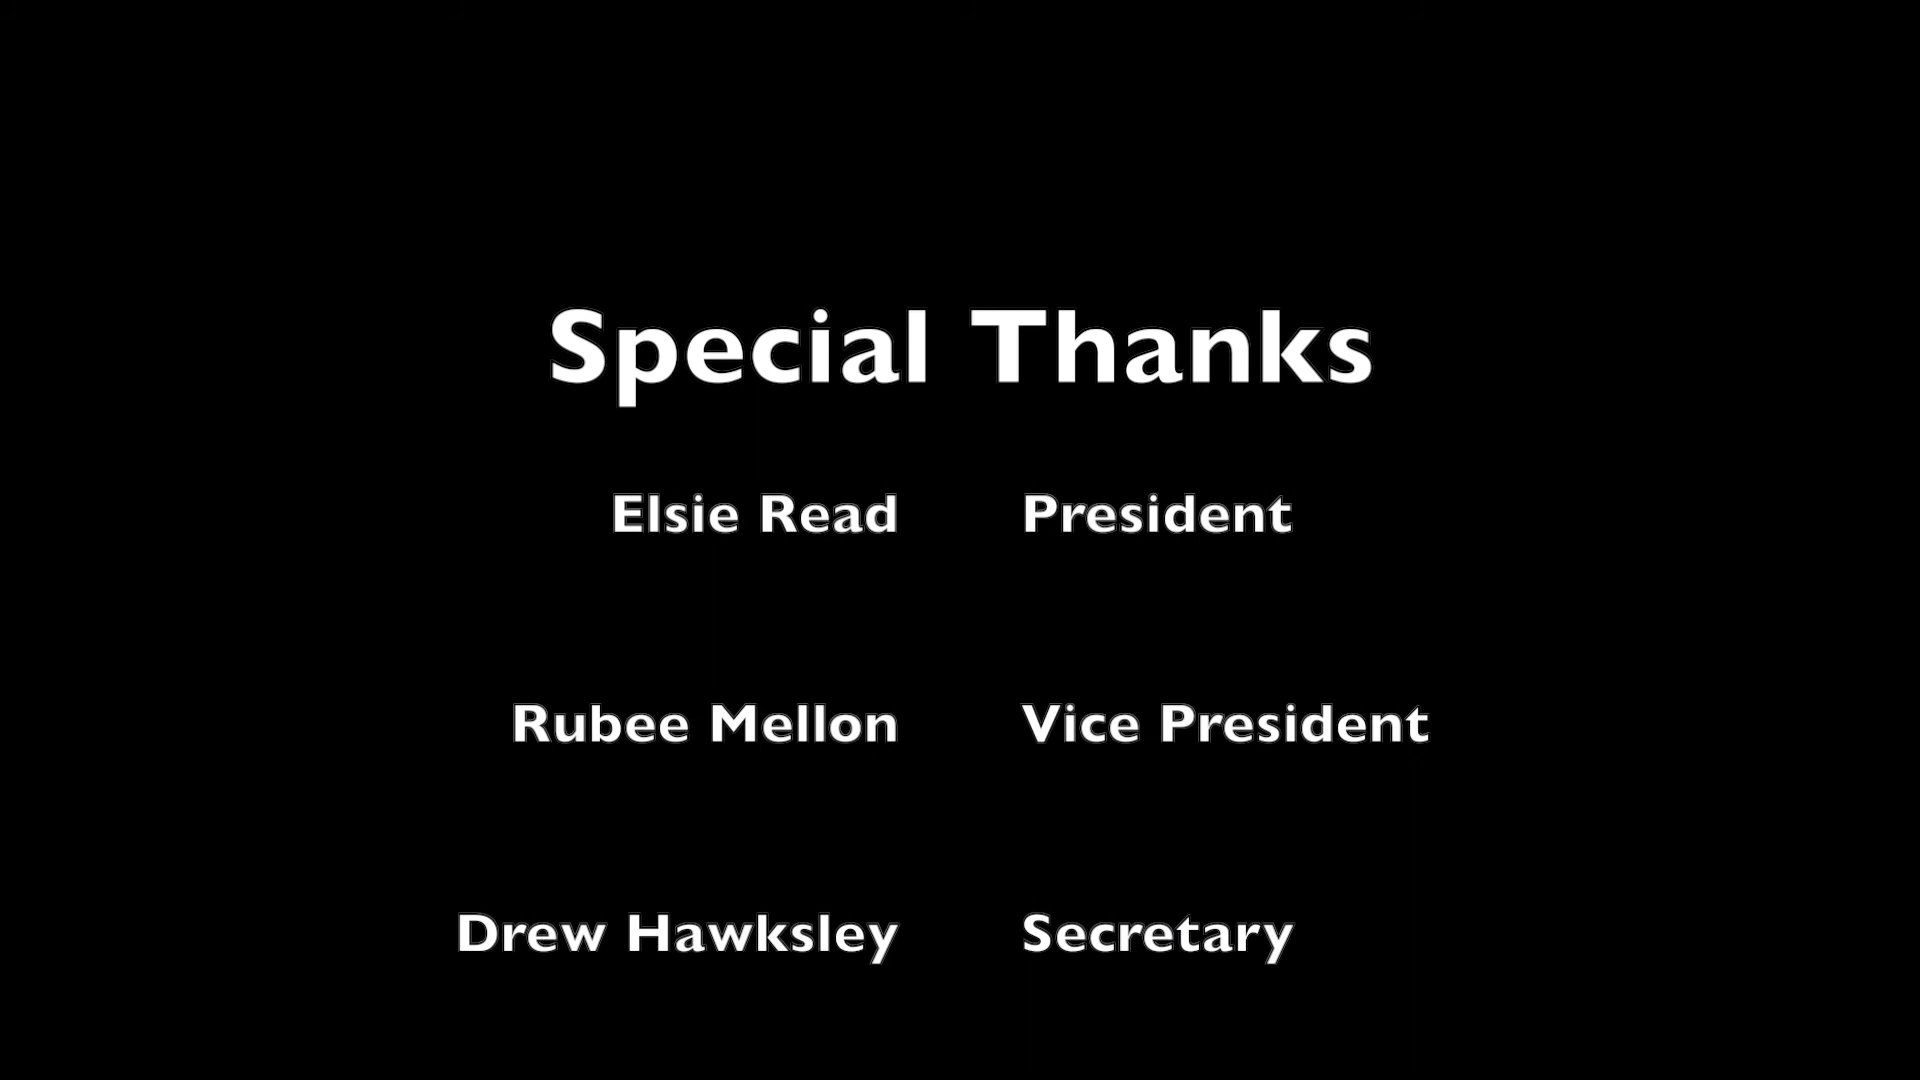 Special Thanks
Elsie Read President
Rubee Mellon Vice President
Drew Hawksley Secretary